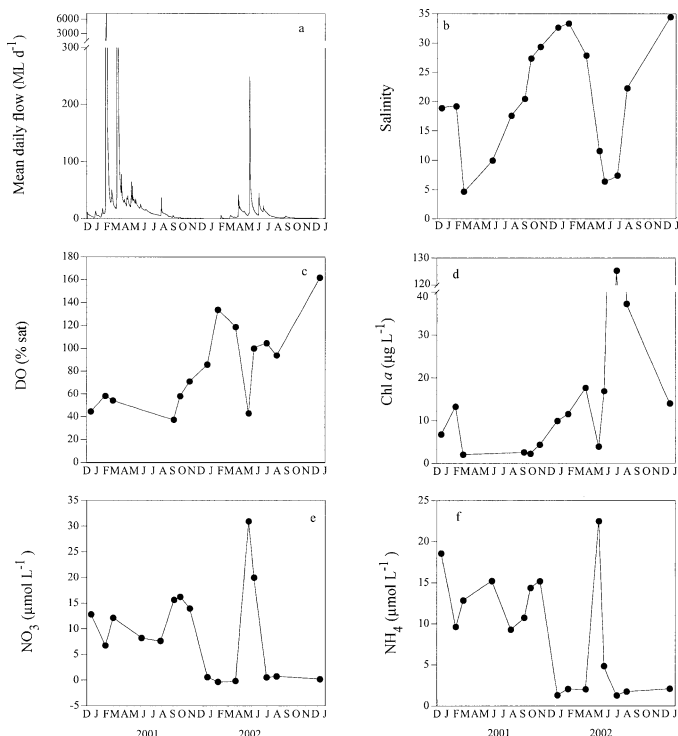 a
Mean daily flow (ML d-1)
6000
3000
300
200
100
0
D J F M A M J J A S O N D J F M A M J J A S O N D J
b
Salinity
35
30
25
20
15
10
5
0
D J F M A M J J A S O N D J F M A M J J A S O N D J
c
DO (% sat)
180
160
140
120
100
80
60
40
20
0
D J F M A M J J A S O N D J F M A M J J A S O N D J
d
Chl a (µg L-1)
130
120
40
30
20
10
0
D J F M A M J J A S O N D J F M A M J J A S O N D J
e
NO3 (µmol L-1)
35
30
25
20
15
10
5
0
-5
D J F M A M J J A S O N D J F M A M J J A S O N D J
2001 2002
f
NH4 (µmol L-1)
25
20
15
10
5
0
D J F M A M J J A S O N D J F M A M J J A S O N D J
2001 2002